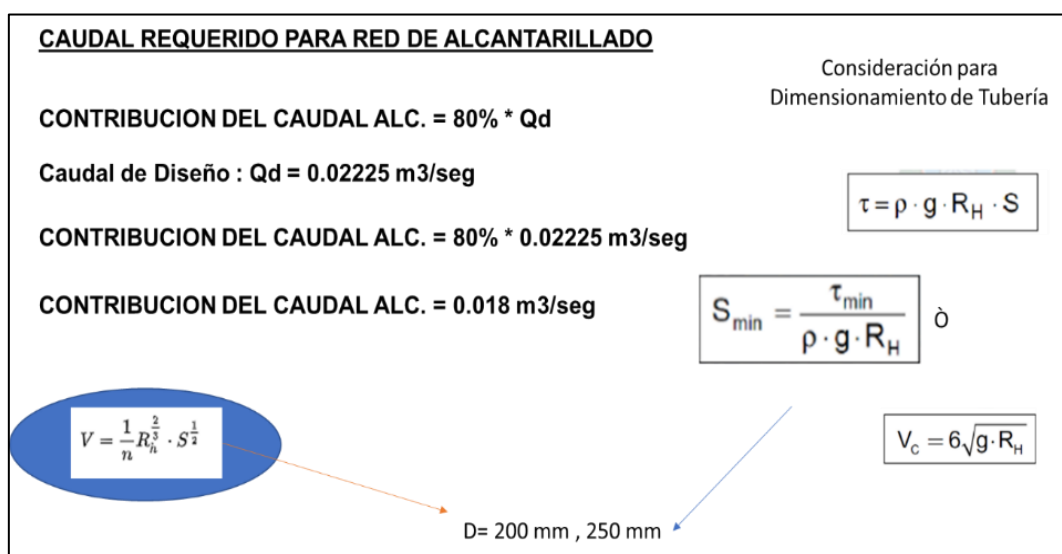 CAUDAL REQUERIDO PARA RED DE ALCANTARILLADO
Consideración para
Dimensionamiento de Tubería
CONTRIBUCION DEL CAUDAL ALC. = 80% * Qd
Caudal de Diseño : Qd = 0.02225 m3/seg
τ = ρ · g · R_H · S
CONTRIBUCION DEL CAUDAL ALC. = 80% * 0.02225 m3/seg
CONTRIBUCION DEL CAUDAL ALC. = 0.018 m3/seg
S_min = τ_min / (ρ · g · R_H) Ò
V = 1/n R_h^(2/3) · S^(1/2)
V_C = 6√(g·R_H)
D= 200 mm , 250 mm